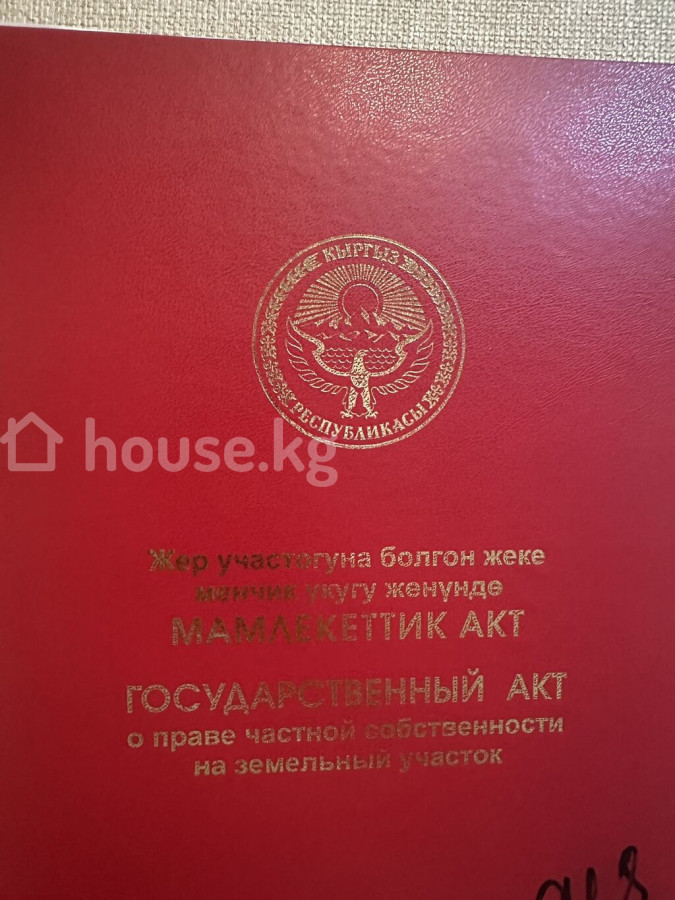 КЫРГЫЗ
РЕСПУБЛИКАСЫ
house.kg
Жер участогуна болгон жеке
менчик укугу жөнүндө
МАМЛЕКЕТТИК АКТ
ГОСУДАРСТВЕННЫЙ АКТ
о праве частной собственности
на земельный участок